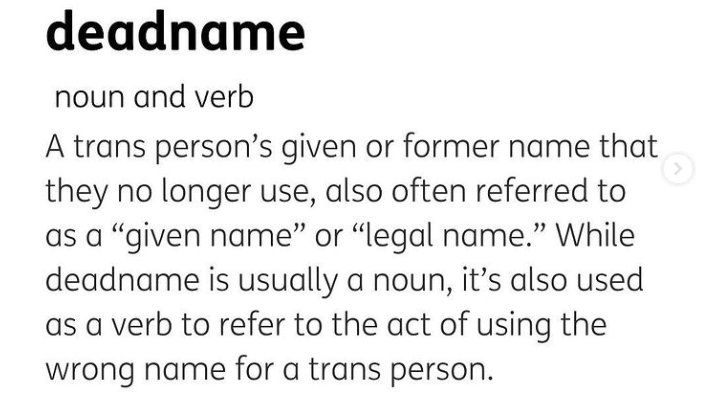 deadname
noun and verb
A trans person’s given or former name that
they no longer use, also often referred to
as a “given name” or “legal name.” While
deadname is usually a noun, it’s also used
as a verb to refer to the act of using the
wrong name for a trans person.